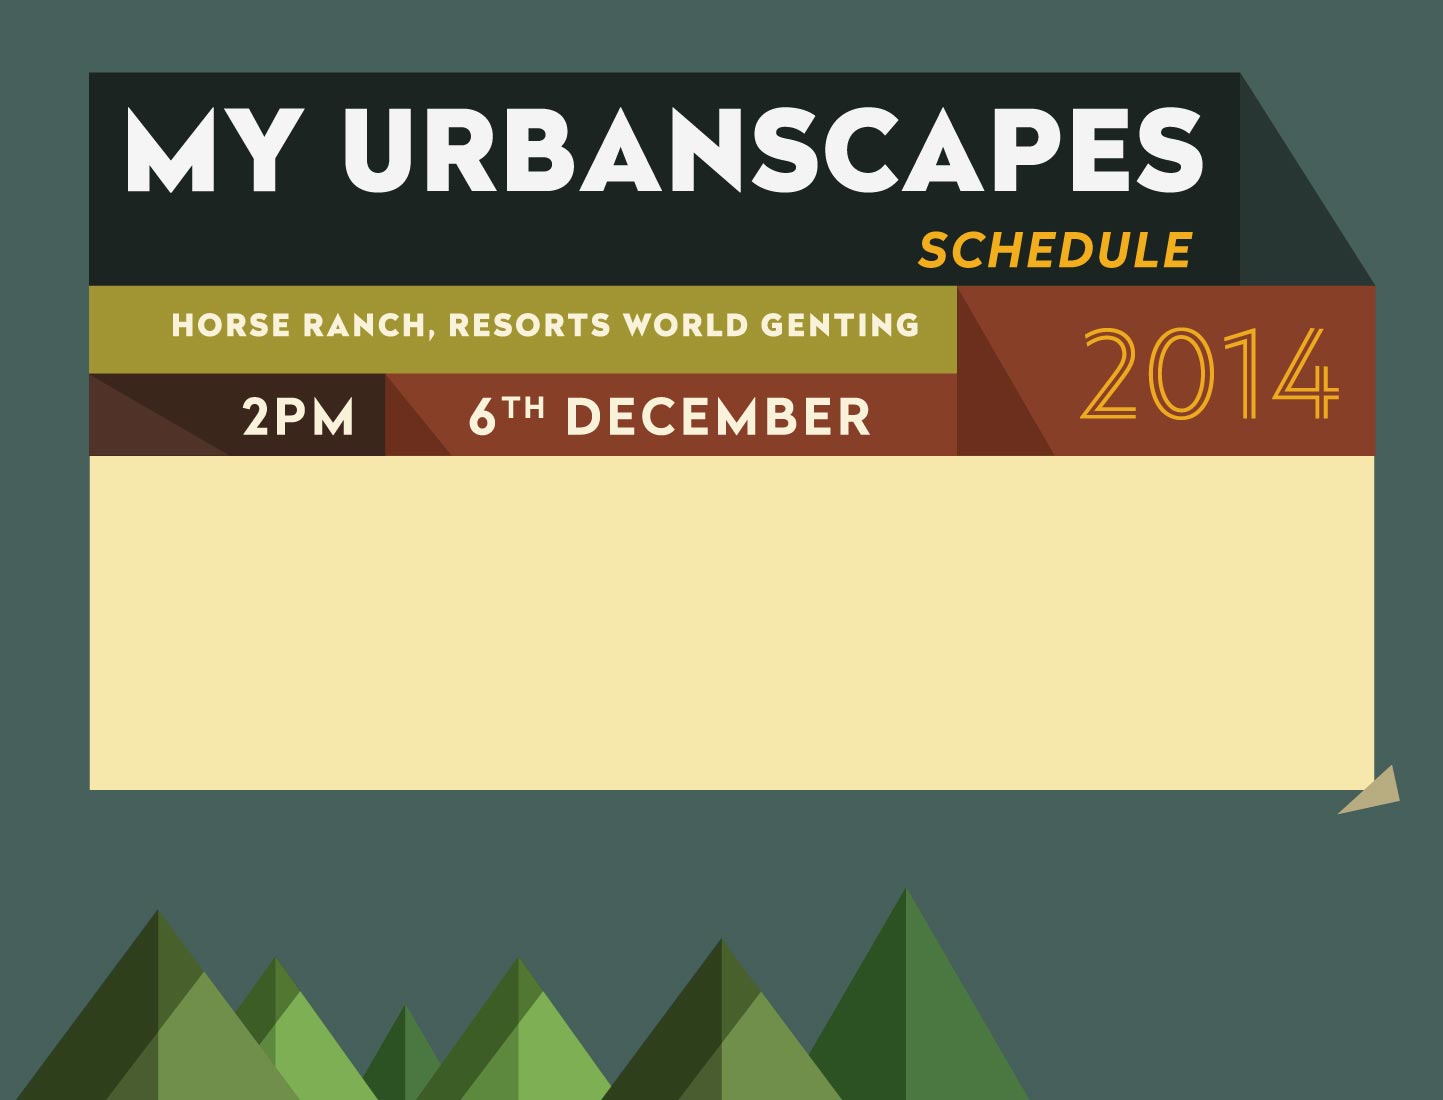 MY URBANSCAPES
SCHEDULE
HORSE RANCH, RESORTS WORLD GENTING
2PM 6TH DECEMBER
2014